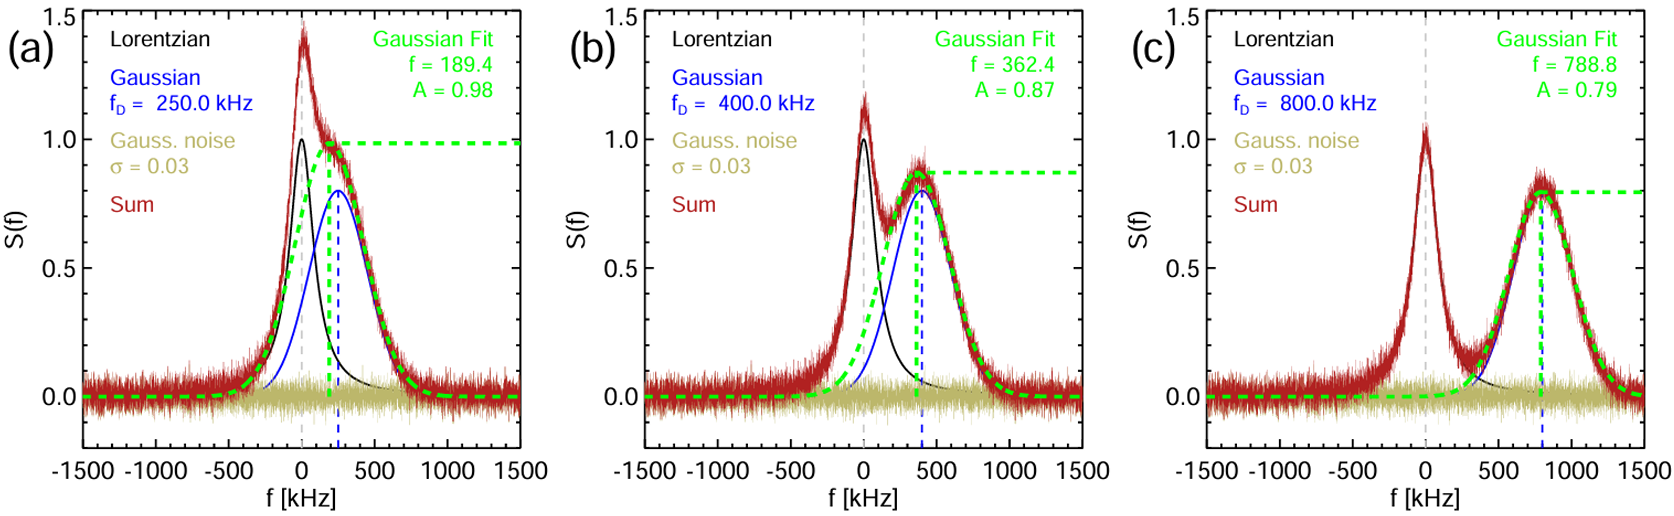 (a)
Lorentzian
Gaussian
f_D = 250.0 kHz
Gauss. noise
σ = 0.03
Sum
Gaussian Fit
f = 189.4
A = 0.98
S(f)
1.5
1.0
0.5
0.0
-1500 -1000 -500 0 500 1000 1500
f [kHz]
(b)
Lorentzian
Gaussian
f_D = 400.0 kHz
Gauss. noise
σ = 0.03
Sum
Gaussian Fit
f = 362.4
A = 0.87
S(f)
1.5
1.0
0.5
0.0
-1500 -1000 -500 0 500 1000 1500
f [kHz]
(c)
Lorentzian
Gaussian
f_D = 800.0 kHz
Gauss. noise
σ = 0.03
Sum
Gaussian Fit
f = 788.8
A = 0.79
S(f)
1.5
1.0
0.5
0.0
-1500 -1000 -500 0 500 1000 1500
f [kHz]